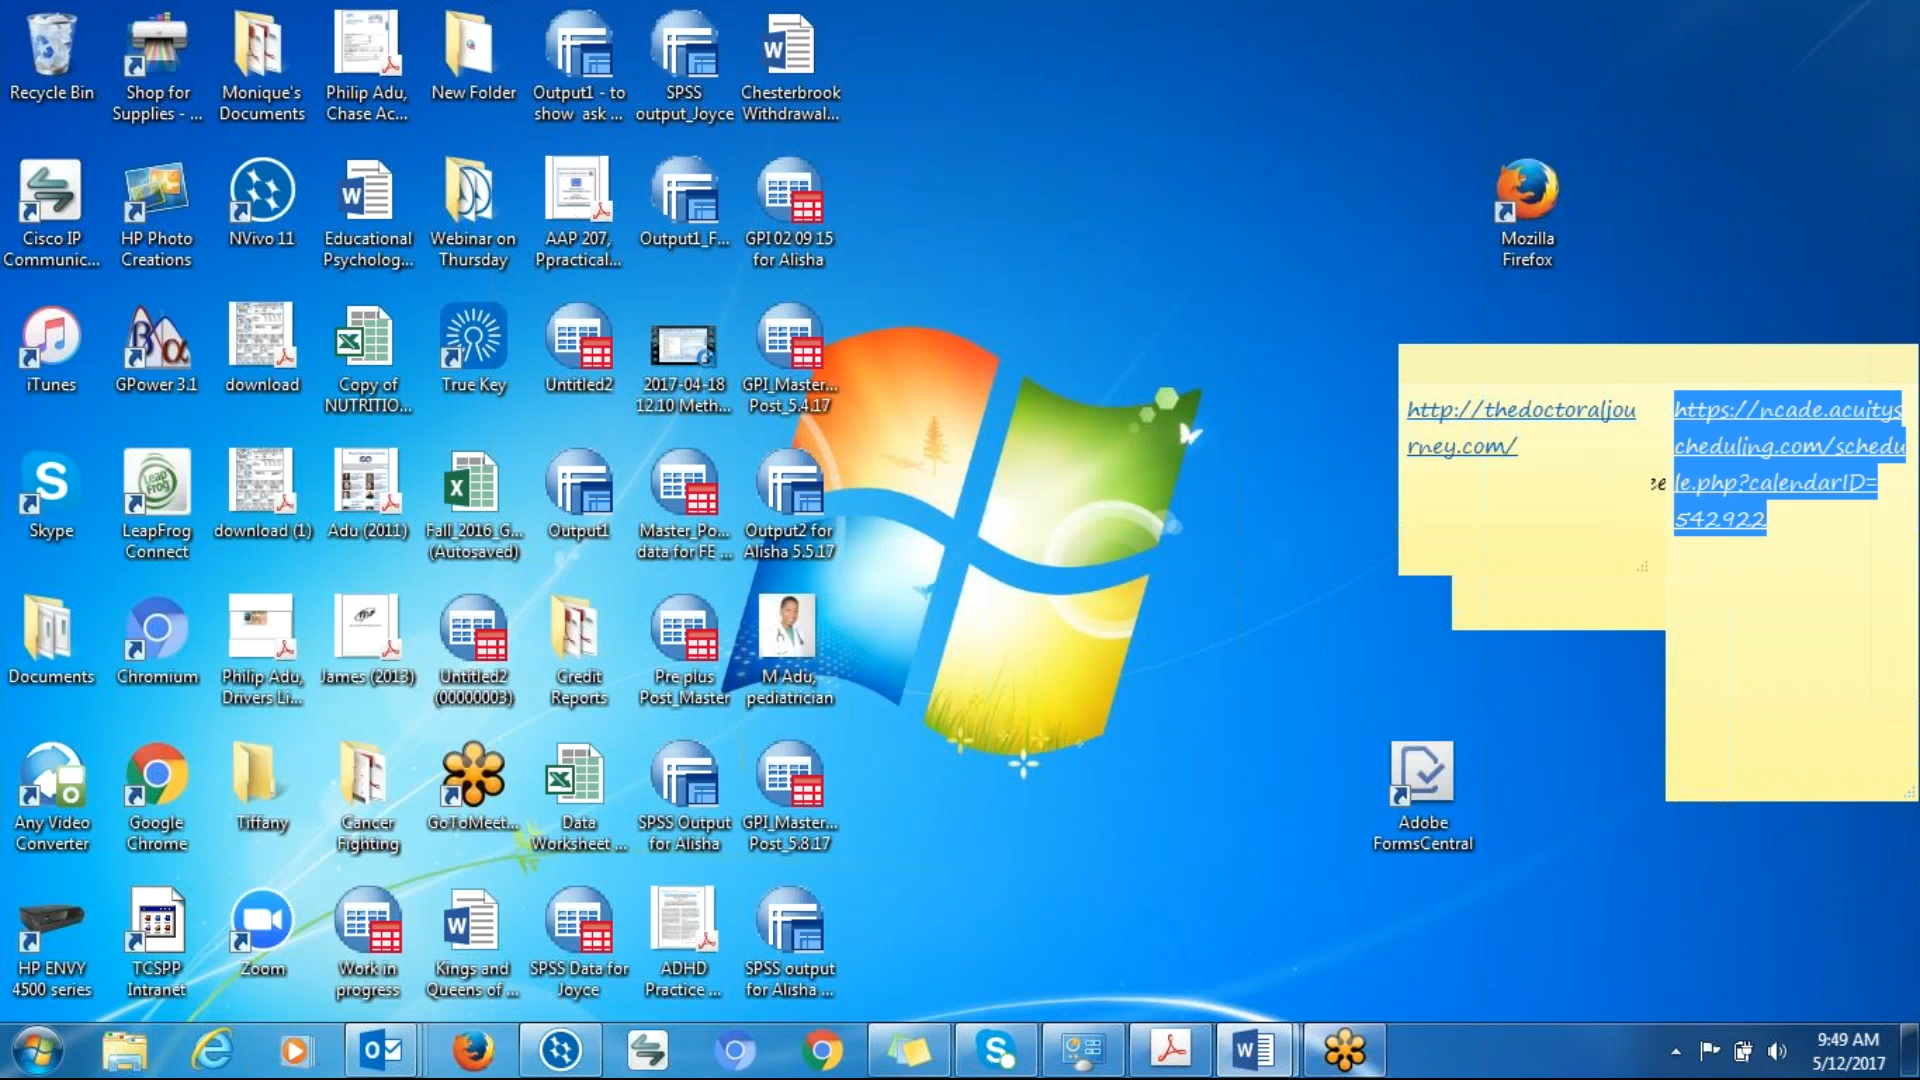 Recycle Bin
Shop for
Supplies - ...
Monique's
Documents
Philip Adu,
Chase Ac...
New Folder
Output1 - to
show ask ...
SPSS
output_Joyce
Chesterbrook
Withdrawal...
Cisco IP
Communic...
HP Photo
Creations
NVivo 11
Educational
Psycholog...
Webinar on
Thursday
AAP 207,
Ppractical...
Output1_F...
GPI 02 09 15
for Alisha
Mozilla
Firefox
iTunes
GPower 3.1
download
Copy of
NUTRITIO...
True Key
Untitled2
2017-04-18
12.10 Meth...
GPI_Master...
Post_5.4.17
http://thedoctoraljou
rney.com/
ee
https://ncade.acuitys
cheduling.com/schedu
le.php?calendarID=
542922
Skype
LeapFrog
Connect
download (1)
Adu (2011)
Fall_2016_G...
(Autosaved)
Output1
Master_Po...
data for FE ...
Output2 for
Alisha 5.5.17
Documents
Chromium
Philip Adu,
Drivers Li...
James (2013)
Untitled2
(00000003)
Credit
Reports
Pre plus
Post_Master
M Adu,
pediatrician
Any Video
Converter
Google
Chrome
Tiffany
Cancer
Fighting
GoToMeet...
Data
Worksheet ...
SPSS Output
for Alisha
GPI_Master...
Post_5.8.17
Adobe
FormsCentral
HP ENVY
4500 series
TCSPP
Intranet
Zoom
Work in
progress
Kings and
Queens of ...
SPSS Data for
Joyce
ADHD
Practice ...
SPSS output
for Alisha ...
9:49 AM
5/12/2017